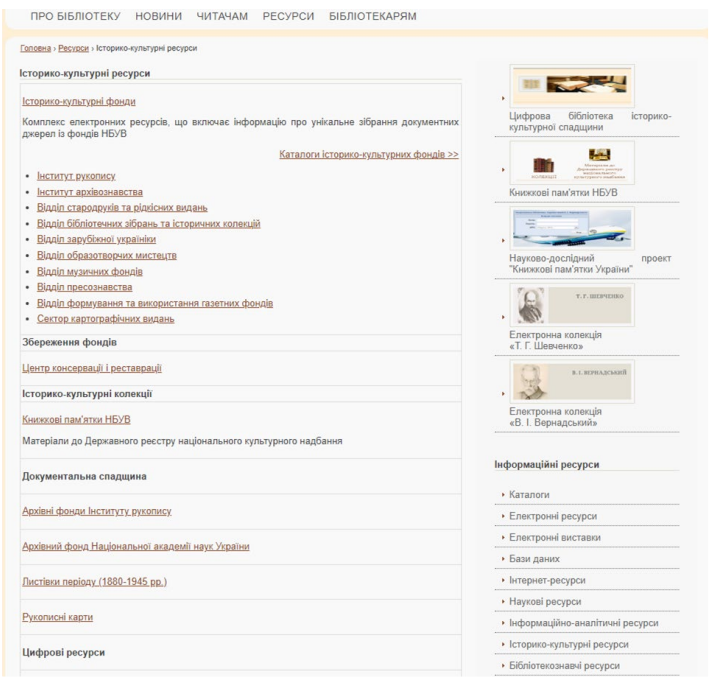 ПРО БІБЛІОТЕКУ НОВИНИ ЧИТАЧАМ РЕСУРСИ БІБЛІОТЕКАРЯМ
Головна › Ресурси › Історико-культурні ресурси
Історико-культурні ресурси
Історико-культурні фонди
Комплекс електронних ресурсів, що включає інформацію про унікальне зібрання документних
джерел із фондів НБУВ
Каталоги історико-культурних фондів >>
Інститут рукопису
Інститут архівознавства
Відділ стародруків та рідкісних видань
Відділ бібліотечних зібрань та історичних колекцій
Відділ зарубіжної україніки
Відділ образотворчих мистецтв
Відділ музичних фондів
Відділ пресознавства
Відділ формування та використання газетних фондів
Сектор картографічних видань
Збереження фондів
Центр консервації і реставрації
Історико-культурні колекції
Книжкові пам'ятки НБУВ
Матеріали до Державного реєстру національного культурного надбання
Документальна спадщина
Архівні фонди Інституту рукопису
Архівний фонд Національної академії наук України
Листівки періоду (1880-1945 рр.)
Рукописні карти
Цифрові ресурси
Цифрова бібліотека історико-
культурної спадщини
Книжкові пам'ятки НБУВ
Науково-дослідний проект
"Книжкові пам'ятки України"
Т. Г. ШЕВЧЕНКО
Електронна колекція
«Т. Г. Шевченко»
В. І. ВЕРНАДСЬКИЙ
Електронна колекція
«В. І. Вернадський»
Інформаційні ресурси
Каталоги
Електронні ресурси
Електронні виставки
Бази даних
Інтернет-ресурси
Наукові ресурси
Інформаційно-аналітичні ресурси
Історико-культурні ресурси
Бібліотекознавчі ресурси